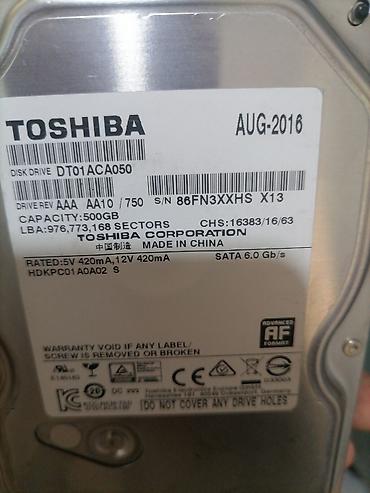 TOSHIBA
AUG-2016
DISK DRIVE DT01ACA050
DRIVE REV AAA AA10 / 750 S/N 86FN3XXHS X13
CAPACITY:500GB
LBA:976,773,168 SECTORS CHS:16383/16/63
TOSHIBA CORPORATION
中国制造 MADE IN CHINA
RATED:5V 420mA,12V 420mA SATA 6.0 Gb/s
HDKPC01A0A02 S
ADVANCED
AF
FORMAT
WARRANTY VOID IF ANY LABEL/
SCREW IS REMOVED OR BROKEN
DO NOT COVER ANY DRIVE HOLES